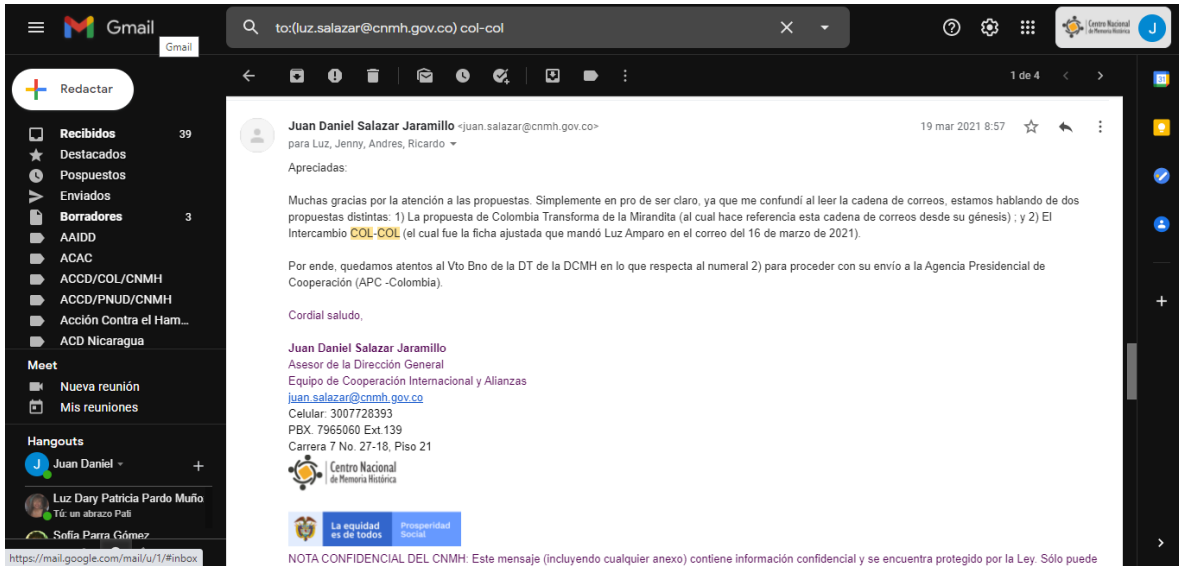 Gmail
to:(luz.salazar@cnmh.gov.co) col-col
Centro Nacional
de Memoria Histórica
J
Gmail
Redactar
1 de 4
31
Recibidos 39
Destacados
Pospuestos
Enviados
Borradores 3
AAIDD
ACAC
ACCD/COL/CNMH
ACCD/PNUD/CNMH
Acción Contra el Ham...
ACD Nicaragua
Meet
Nueva reunión
Mis reuniones
Hangouts
J Juan Daniel
Luz Dary Patricia Pardo Muño
Tú: un abrazo Pati
Sofía Parra Gómez
https://mail.google.com/mail/u/1/#inbox
Juan Daniel Salazar Jaramillo <juan.salazar@cnmh.gov.co> 19 mar 2021 8:57
para Luz, Jenny, Andres, Ricardo
Apreciadas:
Muchas gracias por la atención a las propuestas. Simplemente en pro de ser claro, ya que me confundí al leer la cadena de correos, estamos hablando de dos
propuestas distintas: 1) La propuesta de Colombia Transforma de la Mirandita (al cual hace referencia esta cadena de correos desde su génesis) ; y 2) El
Intercambio COL-COL (el cual fue la ficha ajustada que mandó Luz Amparo en el correo del 16 de marzo de 2021).
Por ende, quedamos atentos al Vto Bno de la DT de la DCMH en lo que respecta al numeral 2) para proceder con su envío a la Agencia Presidencial de
Cooperación (APC -Colombia).
Cordial saludo,
Juan Daniel Salazar Jaramillo
Asesor de la Dirección General
Equipo de Cooperación Internacional y Alianzas
juan.salazar@cnmh.gov.co
Celular: 3007728393
PBX. 7965060 Ext.139
Carrera 7 No. 27-18, Piso 21
Centro Nacional
de Memoria Histórica
La equidad
es de todos
Prosperidad
Social
NOTA CONFIDENCIAL DEL CNMH: Este mensaje (incluyendo cualquier anexo) contiene información confidencial y se encuentra protegido por la Ley. Sólo puede